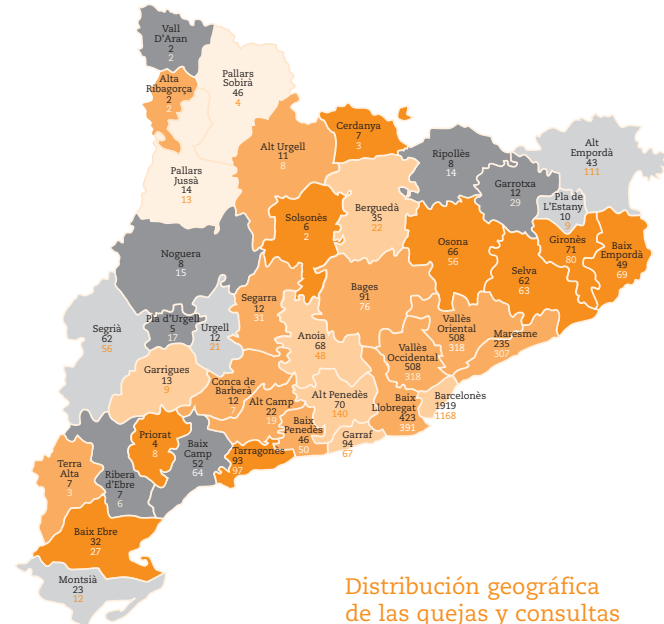 Vall
D'Aran
2
2
Alta
Ribagorça
2
2
Pallars
Sobirà
46
4
Pallars
Jussà
14
13
Alt Urgell
11
8
Cerdanya
7
3
Ripollès
8
14
Garrotxa
12
29
Alt
Empordà
43
111
Pla de
L'Estany
10
9
Gironès
71
80
Baix
Empordà
49
69
Berguedà
35
22
Solsonès
6
2
Osona
66
56
Selva
62
63
Noguera
8
15
Bages
91
76
Segarra
12
31
Pla d'Urgell
5
17
Urgell
12
21
Segrià
62
56
Anoia
68
48
Vallès
Oriental
508
318
Maresme
235
307
Vallès
Occidental
508
318
Garrigues
13
9
Conca de
Barberà
12
7
Alt Camp
22
19
Alt Penedès
70
140
Baix
Llobregat
423
391
Barcelonès
1919
1168
Baix
Penedès
46
50
Garraf
94
67
Priorat
4
8
Baix
Camp
52
64
Tarragonès
93
97
Terra
Alta
7
3
Ribera
d'Ebre
7
6
Baix Ebre
32
27
Montsià
23
12
Distribución geográfica
de las quejas y consultas